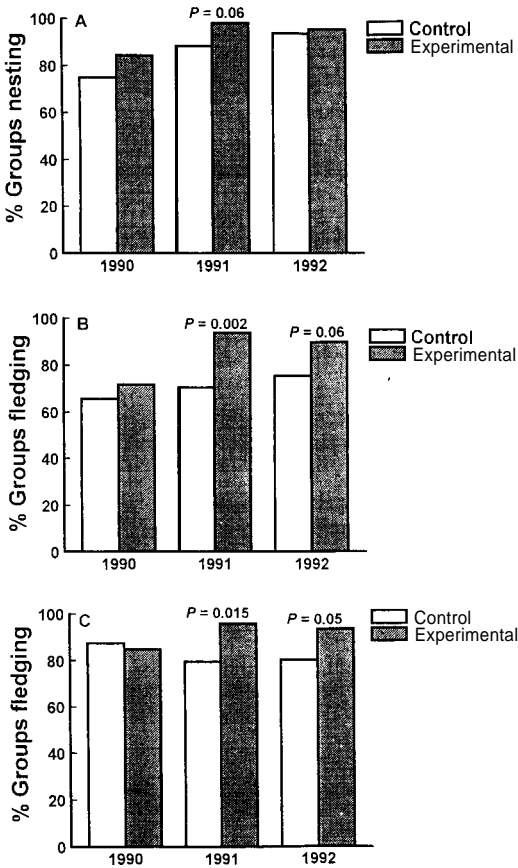 P = 0.06
A
Control
Experimental
% Groups nesting
100
80
60
40
20
0
1990 1991 1992
P = 0.002
P = 0.06
B
Control
Experimental
% Groups fledging
100
80
60
40
20
0
1990 1991 1992
P = 0.015
P = 0.05
C
Control
Experimental
% Groups fledging
100
80
60
40
20
0
1990 1991 1992